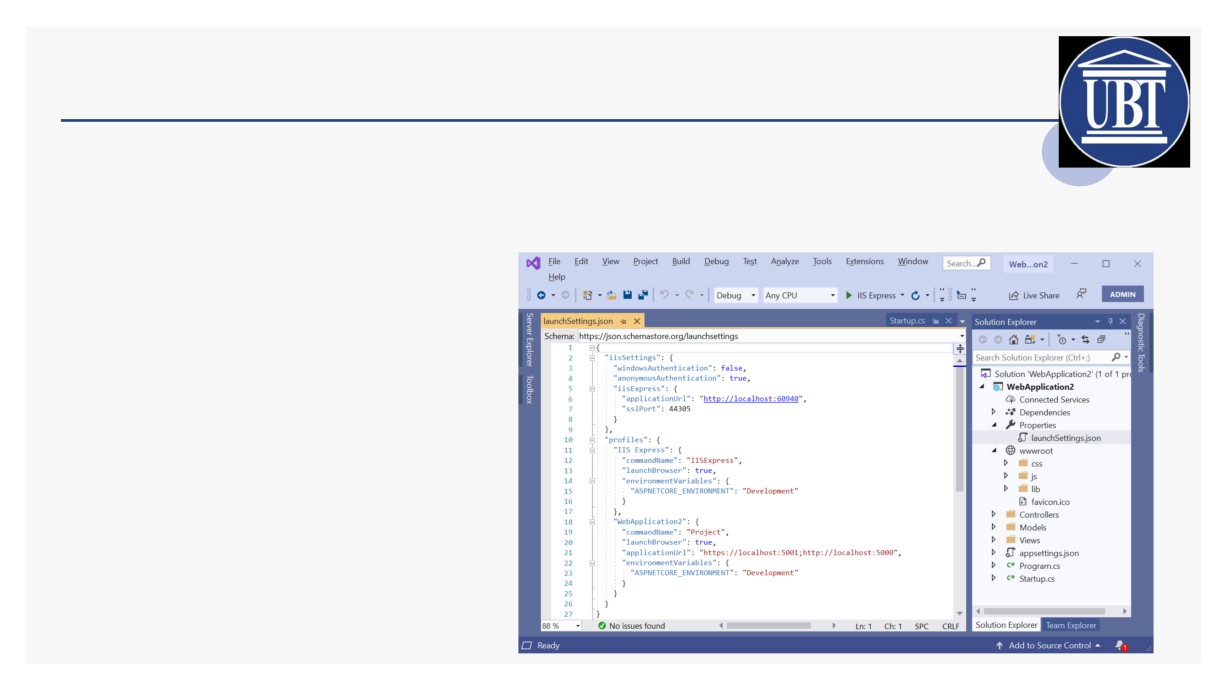 UBT
File Edit View Project Build Debug Test Analyze Tools Extensions Window Search... Web...on2
Help
Debug Any CPU IIS Express Live Share ADMIN
Server Explorer
Toolbox
launchSettings.json Startup.cs
Schema: https://json.schemastore.org/launchsettings
1 {
2 "iisSettings": {
3 "windowsAuthentication": false,
4 "anonymousAuthentication": true,
5 "iisExpress": {
6 "applicationUrl": "http://localhost:60940",
7 "sslPort": 44305
8 }
9 },
10 "profiles": {
11 "IIS Express": {
12 "commandName": "IISExpress",
13 "launchBrowser": true,
14 "environmentVariables": {
15 "ASPNETCORE_ENVIRONMENT": "Development"
16 }
17 },
18 "WebApplication2": {
19 "commandName": "Project",
20 "launchBrowser": true,
21 "applicationUrl": "https://localhost:5001;http://localhost:5000",
22 "environmentVariables": {
23 "ASPNETCORE_ENVIRONMENT": "Development"
24 }
25 }
26 }
27 }
88 % No issues found Ln: 1 Ch: 1 SPC CRLF
Solution Explorer
Search Solution Explorer (Ctrl+;)
Solution 'WebApplication2' (1 of 1 pro
WebApplication2
Connected Services
Dependencies
Properties
launchSettings.json
wwwroot
css
js
lib
favicon.ico
Controllers
Models
Views
appsettings.json
C# Program.cs
C# Startup.cs
Solution Explorer Team Explorer
Diagnostic Tools
Ready Add to Source Control 1